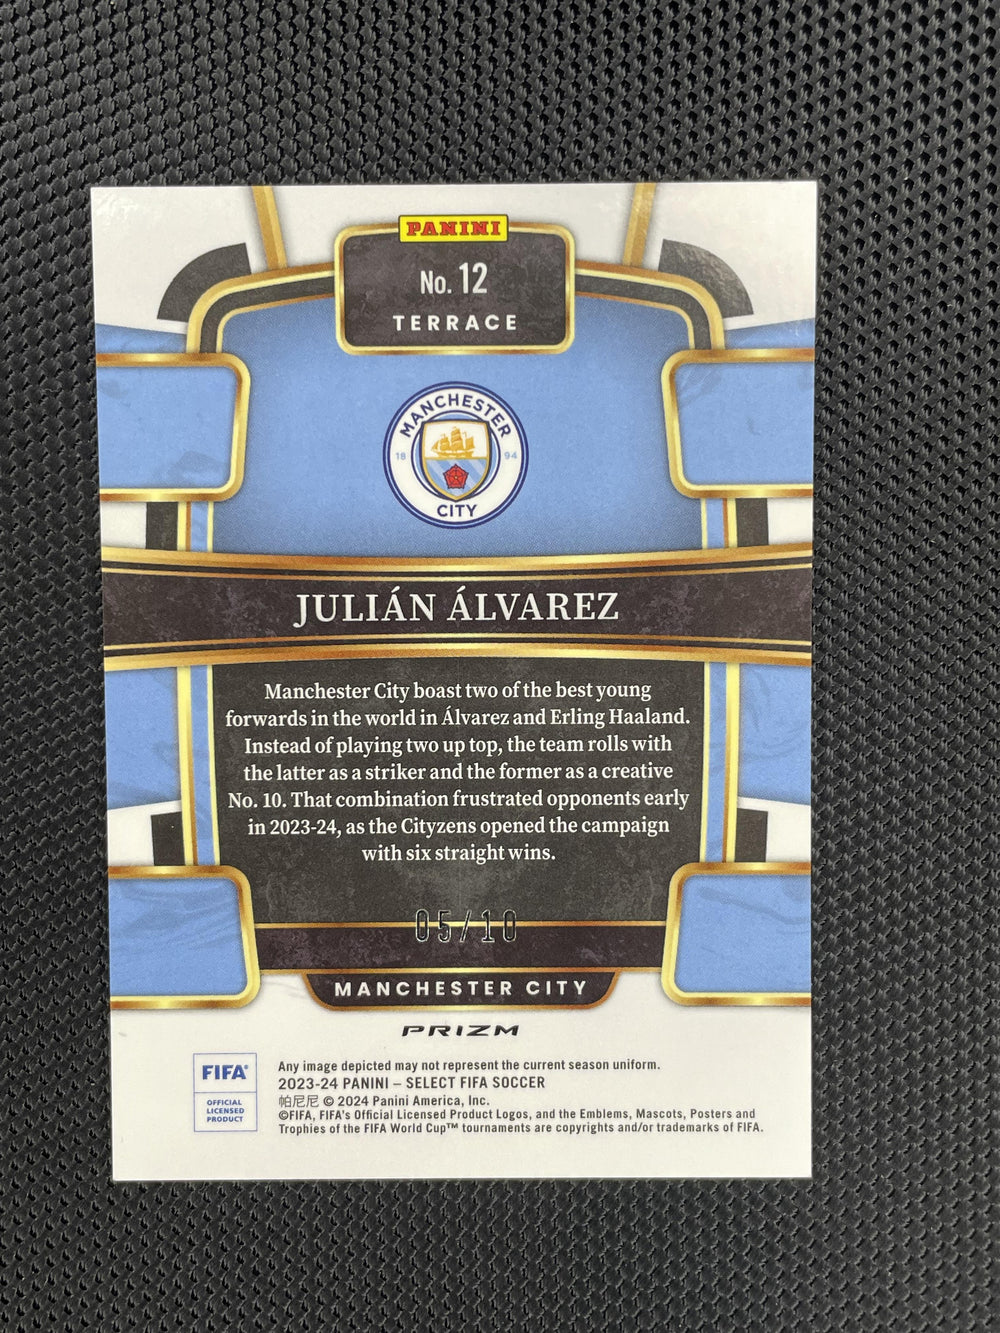 PANINI
No. 12
TERRACE
MANCHESTER
18 94
CITY
JULIÁN ÁLVAREZ
Manchester City boast two of the best young
forwards in the world in Álvarez and Erling Haaland.
Instead of playing two up top, the team rolls with
the latter as a striker and the former as a creative
No. 10. That combination frustrated opponents early
in 2023-24, as the Cityzens opened the campaign
with six straight wins.
05/10
MANCHESTER CITY
PRIZM
FIFA®
OFFICIAL
LICENSED
PRODUCT
Any image depicted may not represent the current season uniform.
2023-24 PANINI – SELECT FIFA SOCCER
帕尼尼 © 2024 Panini America, Inc.
©FIFA, FIFA's Official Licensed Product Logos, and the Emblems, Mascots, Posters and
Trophies of the FIFA World Cup™ tournaments are copyrights and/or trademarks of FIFA.